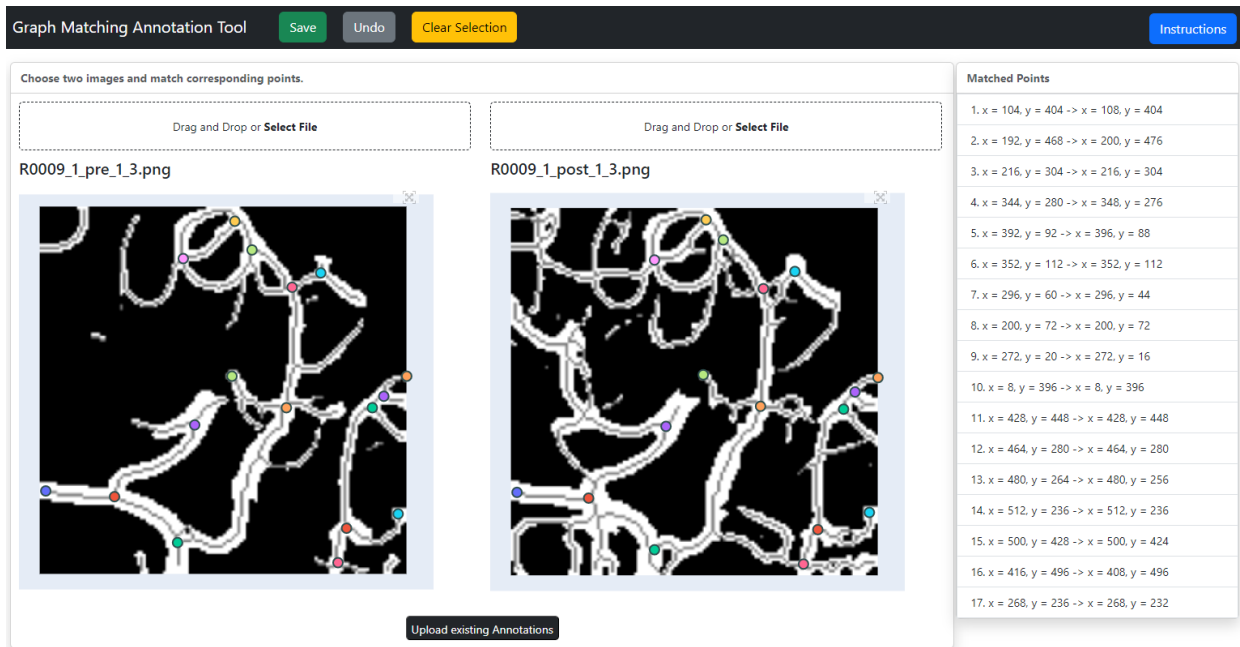 Graph Matching Annotation Tool
Save
Undo
Clear Selection
Instructions
Choose two images and match corresponding points.
Drag and Drop or Select File
Drag and Drop or Select File
R0009_1_pre_1_3.png
R0009_1_post_1_3.png
Upload existing Annotations
Matched Points
1. x = 104, y = 404 -> x = 108, y = 404
2. x = 192, y = 468 -> x = 200, y = 476
3. x = 216, y = 304 -> x = 216, y = 304
4. x = 344, y = 280 -> x = 348, y = 276
5. x = 392, y = 92 -> x = 396, y = 88
6. x = 352, y = 112 -> x = 352, y = 112
7. x = 296, y = 60 -> x = 296, y = 44
8. x = 200, y = 72 -> x = 200, y = 72
9. x = 272, y = 20 -> x = 272, y = 16
10. x = 8, y = 396 -> x = 8, y = 396
11. x = 428, y = 448 -> x = 428, y = 448
12. x = 464, y = 280 -> x = 464, y = 280
13. x = 480, y = 264 -> x = 480, y = 256
14. x = 512, y = 236 -> x = 512, y = 236
15. x = 500, y = 428 -> x = 500, y = 424
16. x = 416, y = 496 -> x = 408, y = 496
17. x = 268, y = 236 -> x = 268, y = 232